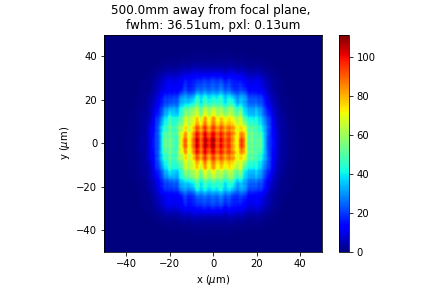 500.0mm away from focal plane,
fwhm: 36.51um, pxl: 0.13um
40
20
0
−20
−40
y (μm)
−40 −20 0 20 40
x (μm)
100
80
60
40
20
0